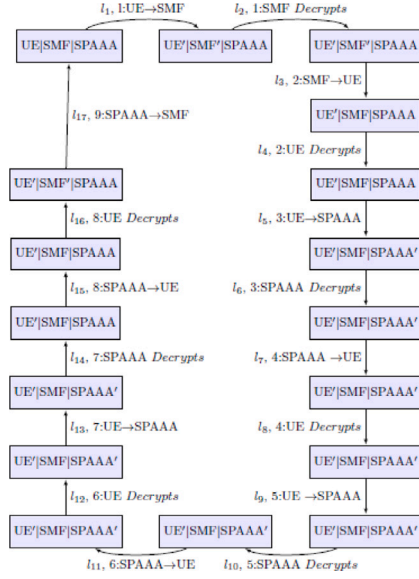 l1, 1:UE→SMF
l2, 1:SMF Decrypts
UE|SMF|SPAAA
UE′|SMF′|SPAAA
UE′|SMF′|SPAAA
l3, 2:SMF→UE
UE′|SMF|SPAAA
l17, 9:SPAAA→SMF
l4, 2:UE Decrypts
UE′|SMF′|SPAAA
UE′|SMF|SPAAA
l16, 8:UE Decrypts
l5, 3:UE→SPAAA
UE′|SMF|SPAAA
UE′|SMF|SPAAA′
l15, 8:SPAAA→UE
l6, 3:SPAAA Decrypts
UE′|SMF|SPAAA
UE′|SMF|SPAAA′
l14, 7:SPAAA Decrypts
l7, 4:SPAAA →UE
UE′|SMF|SPAAA′
UE′|SMF|SPAAA′
l13, 7:UE→SPAAA
l8, 4:UE Decrypts
UE′|SMF|SPAAA′
UE′|SMF|SPAAA′
l12, 6:UE Decrypts
l9, 5:UE →SPAAA
UE′|SMF|SPAAA′
UE′|SMF|SPAAA′
UE′|SMF|SPAAA′
l11, 6:SPAAA→UE
l10, 5:SPAAA Decrypts